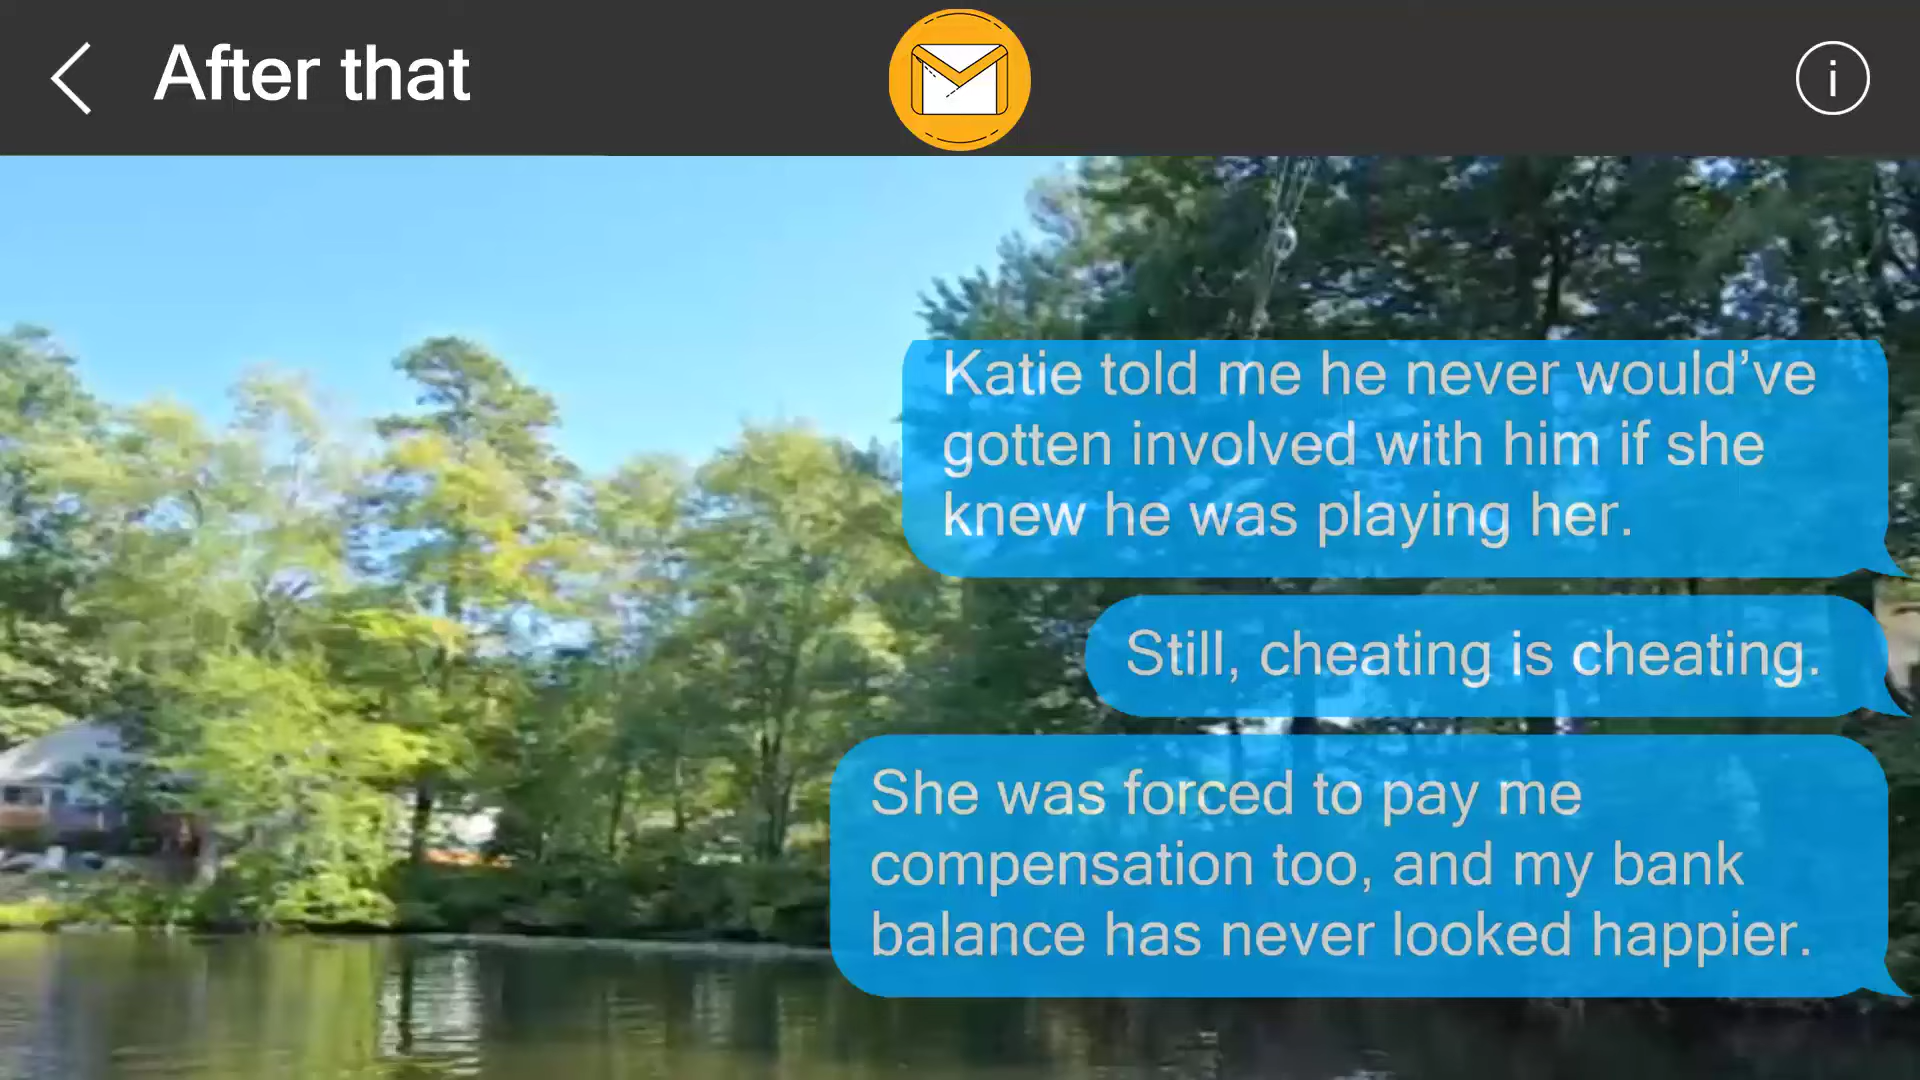 After that
Katie told me he never would’ve
gotten involved with him if she
knew he was playing her.
Still, cheating is cheating.
She was forced to pay me
compensation too, and my bank
balance has never looked happier.